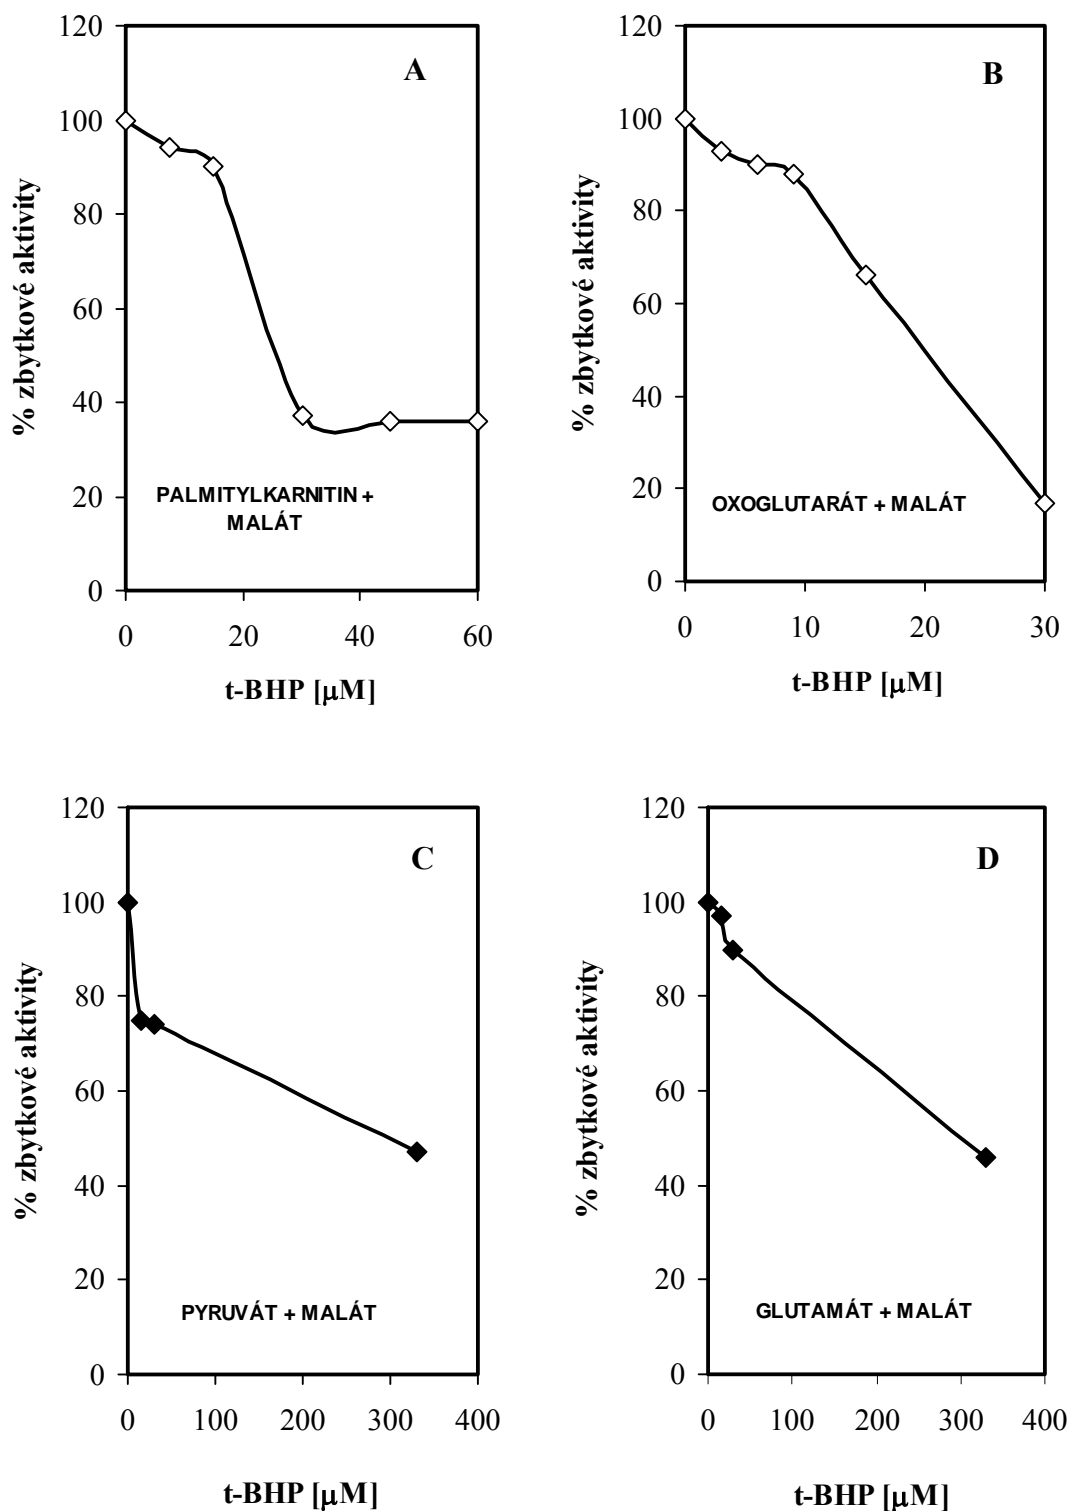 A
120
100
80
60
40
20
0
% zbytkové aktivity
PALMITYLKARNITIN +
MALÁT
0 20 40 60
t-BHP [μM]
B
120
100
80
60
40
20
0
% zbytkové aktivity
OXOGLUTARÁT + MALÁT
0 10 20 30
t-BHP [μM]
C
120
100
80
60
40
20
0
% zbytkové aktivity
PYRUVÁT + MALÁT
0 100 200 300 400
t-BHP [μM]
D
120
100
80
60
40
20
0
% zbytkové aktivity
GLUTAMÁT + MALÁT
0 100 200 300 400
t-BHP [μM]